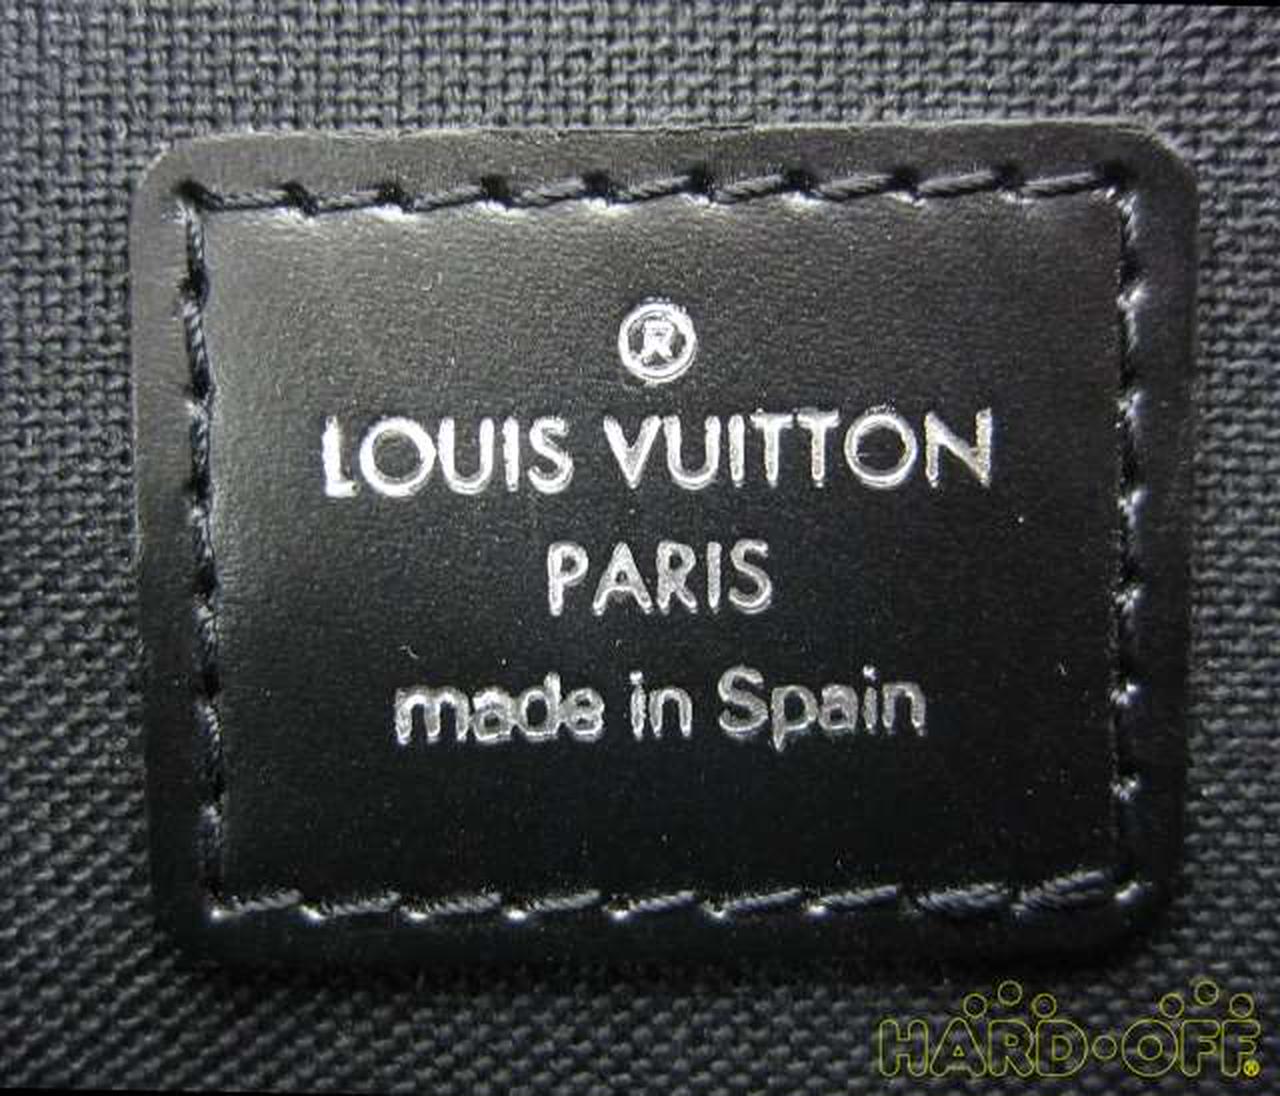 ®
LOUIS VUITTON
PARIS
made in Spain
HARD·OFF®